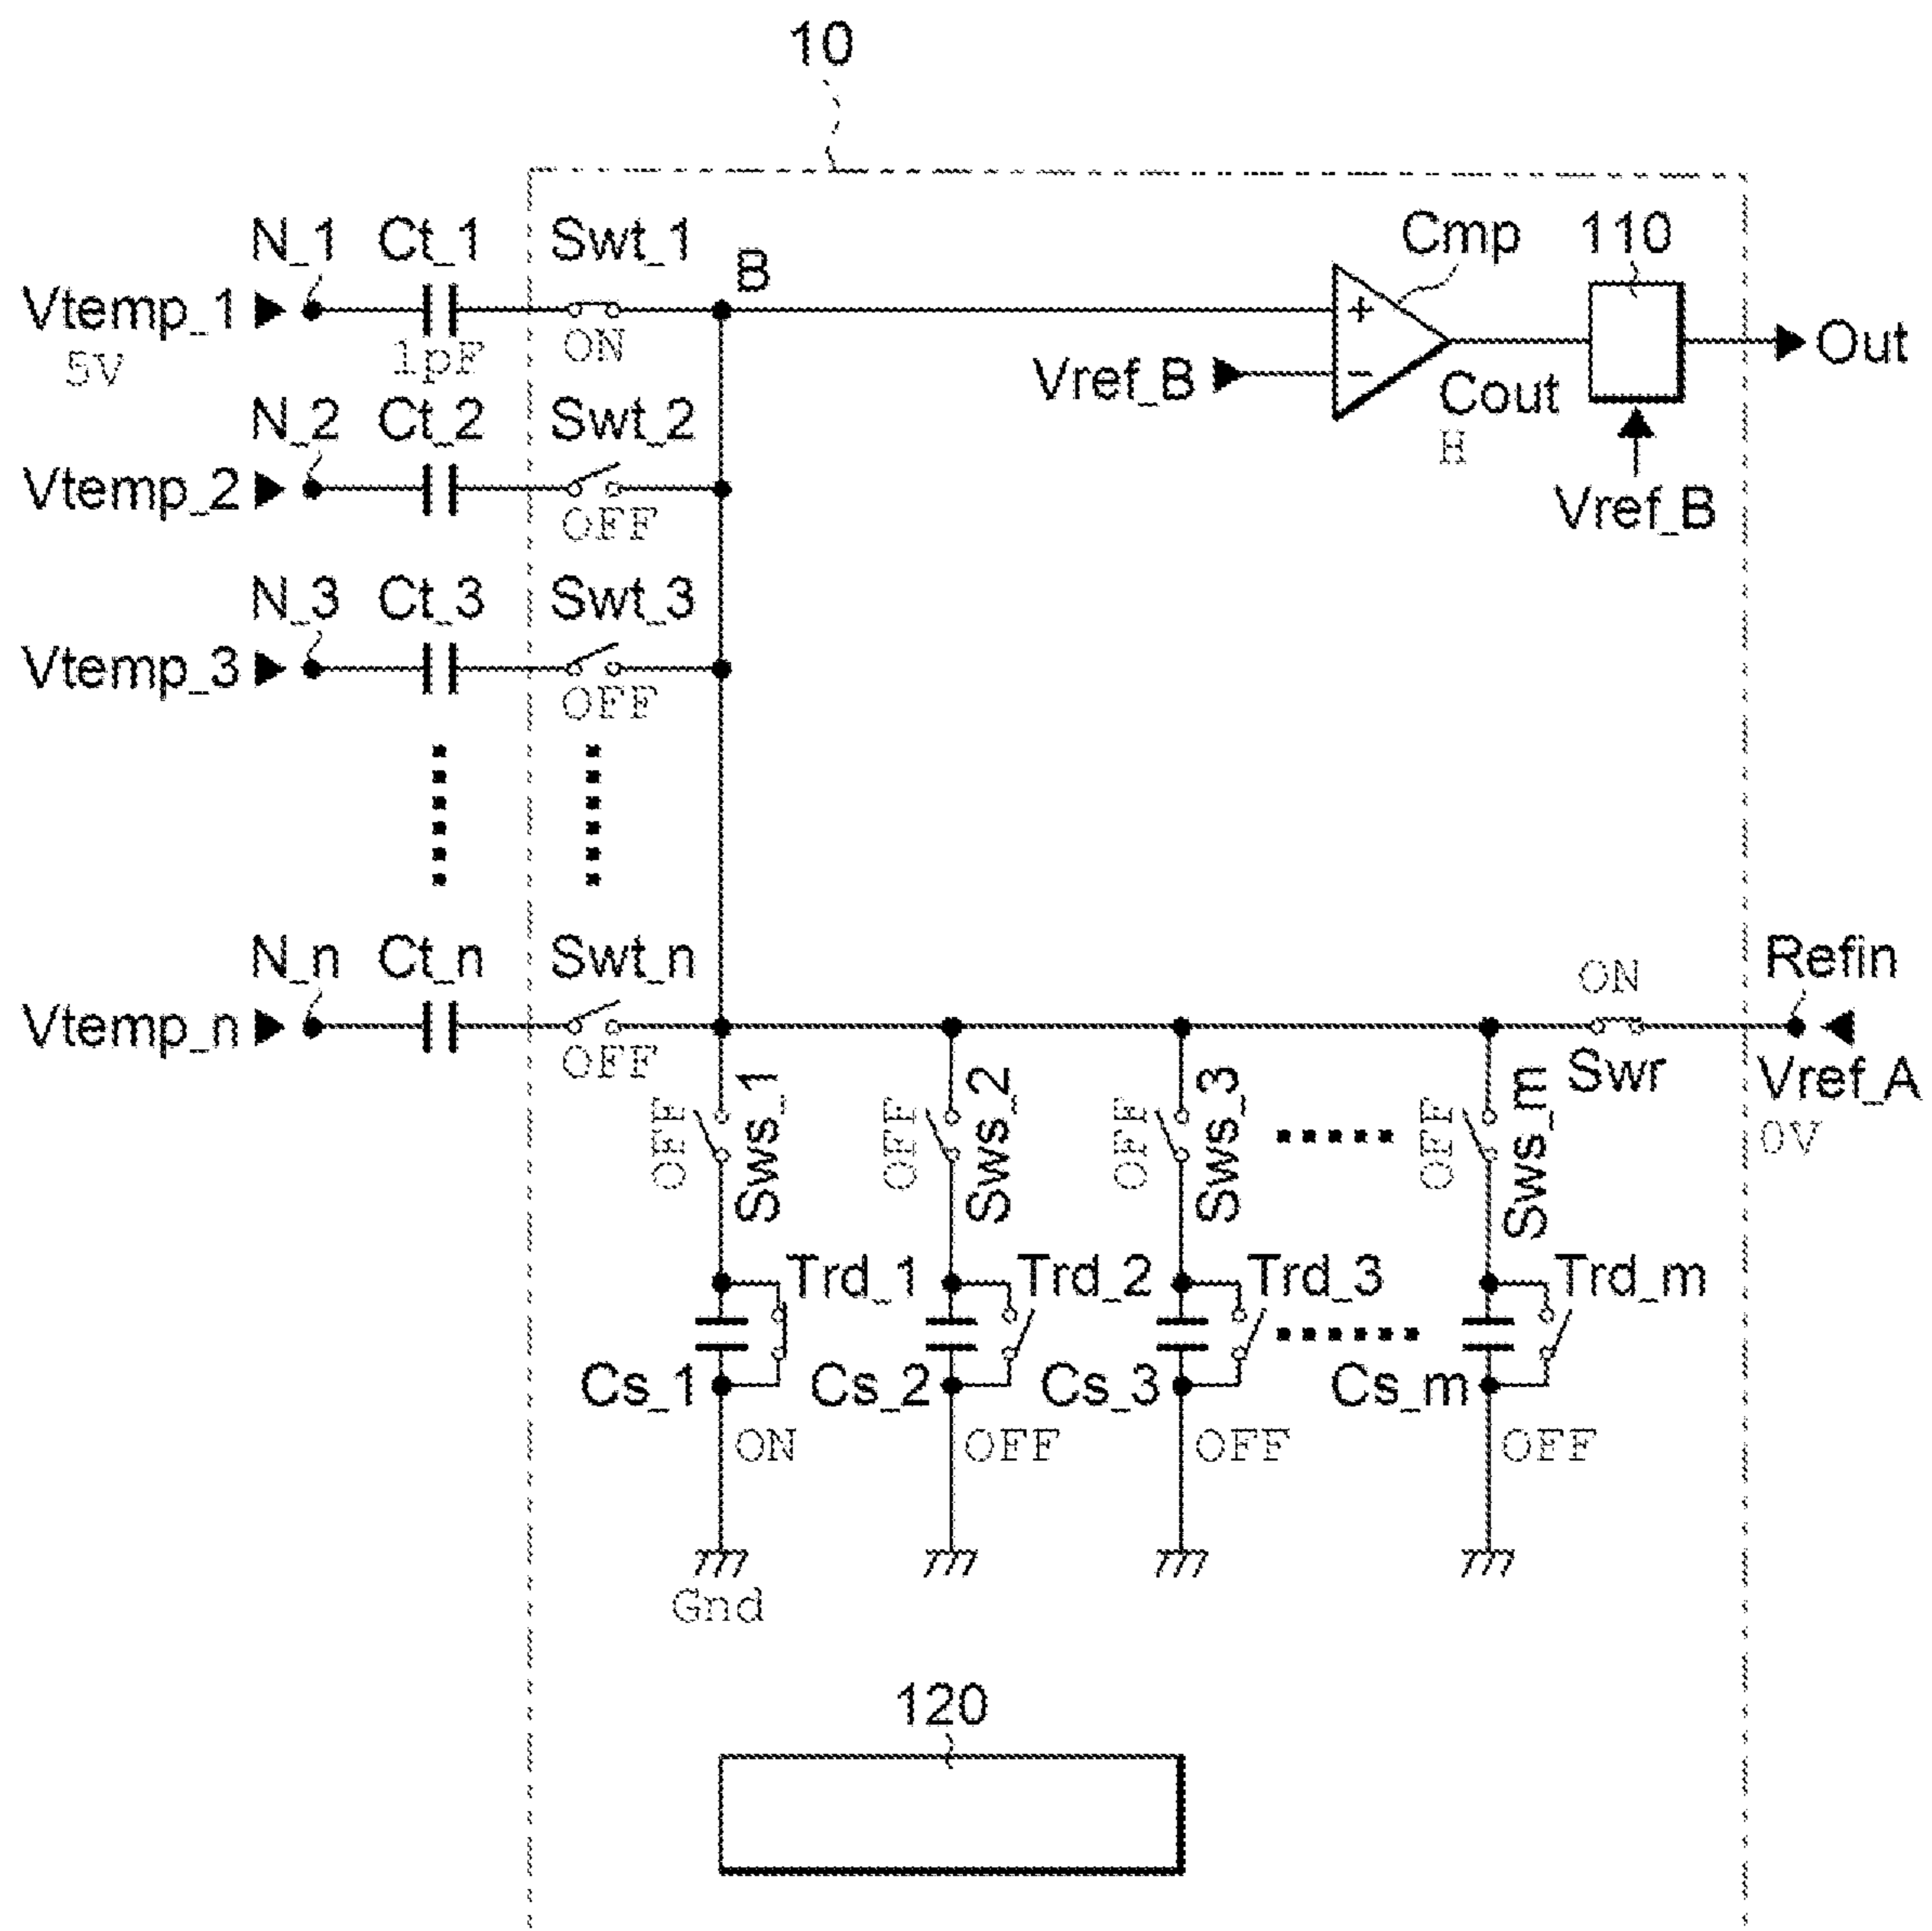 10
N_1 Ct_1 Swt_1 B Cmp 110
Vtemp_1 + Out
5V 1pF ON
Vref_B − Cout
H
N_2 Ct_2 Swt_2
Vtemp_2 OFF Vref_B
N_3 Ct_3 Swt_3
Vtemp_3 OFF
N_n Ct_n Swt_n ON Refin
Vtemp_n OFF Swr Vref_A
0V
OFF Sws_1 OFF Sws_2 OFF Sws_3 OFF Sws_m
Trd_1 Trd_2 Trd_3 Trd_m
Cs_1 Cs_2 Cs_3 Cs_m
ON OFF OFF OFF
Gnd
120